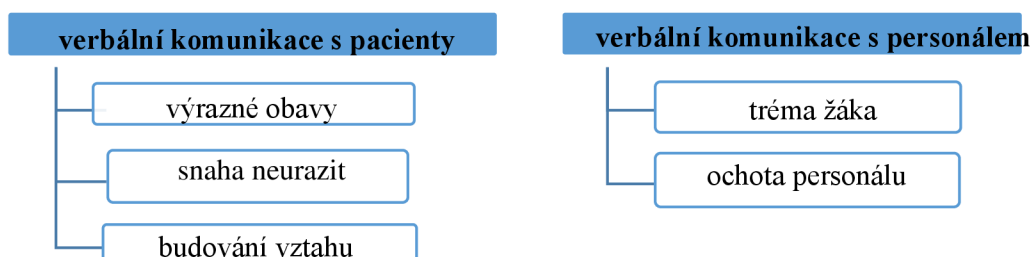 verbální komunikace s pacienty
výrazné obavy
snaha neurazit
budování vztahu
verbální komunikace s personálem
tréma žáka
ochota personálu